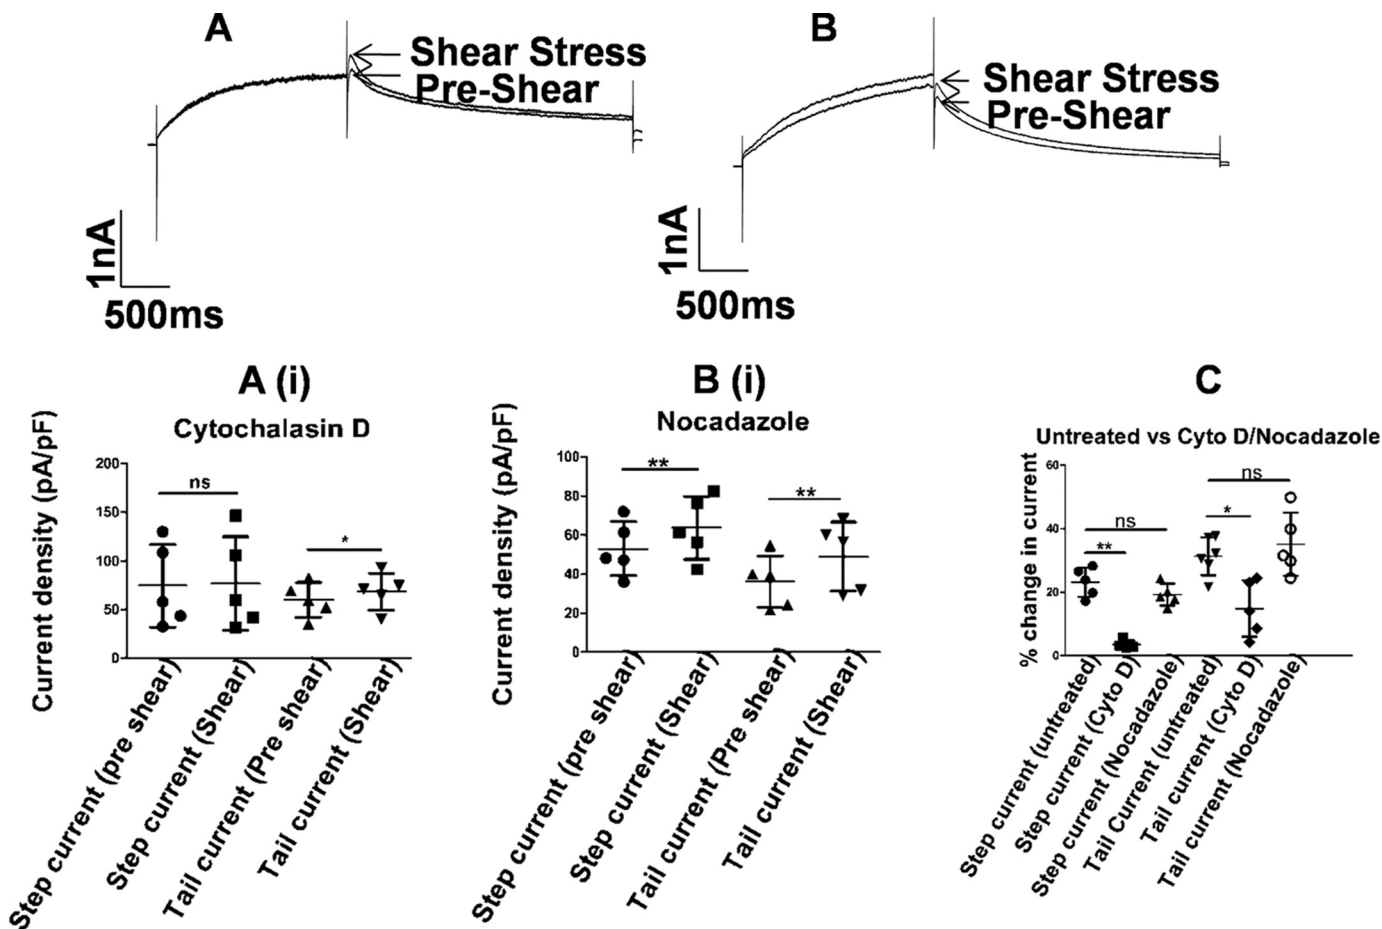 A
Shear Stress
Pre-Shear
1nA
500ms
B
Shear Stress
Pre-Shear
1nA
500ms
A (i)
Cytochalasin D
Current density (pA/pF)
200
150
100
50
0
ns
*
Step current (pre shear)
Step current (Shear)
Tail current (Pre shear)
Tail current (Shear)
B (i)
Nocadazole
Current density (pA/pF)
100
80
60
40
20
0
**
**
Step current (pre shear)
Step current (Shear)
Tail current (Pre shear)
Tail current (Shear)
C
Untreated vs Cyto D/Nocadazole
% change in current
60
40
20
0
ns
**
ns
*
Step current (untreated)
Step current (Cyto D)
Step current (Nocadazole)
Tail Current (untreated)
Tail current (Cyto D)
Tail current (Nocadazole)